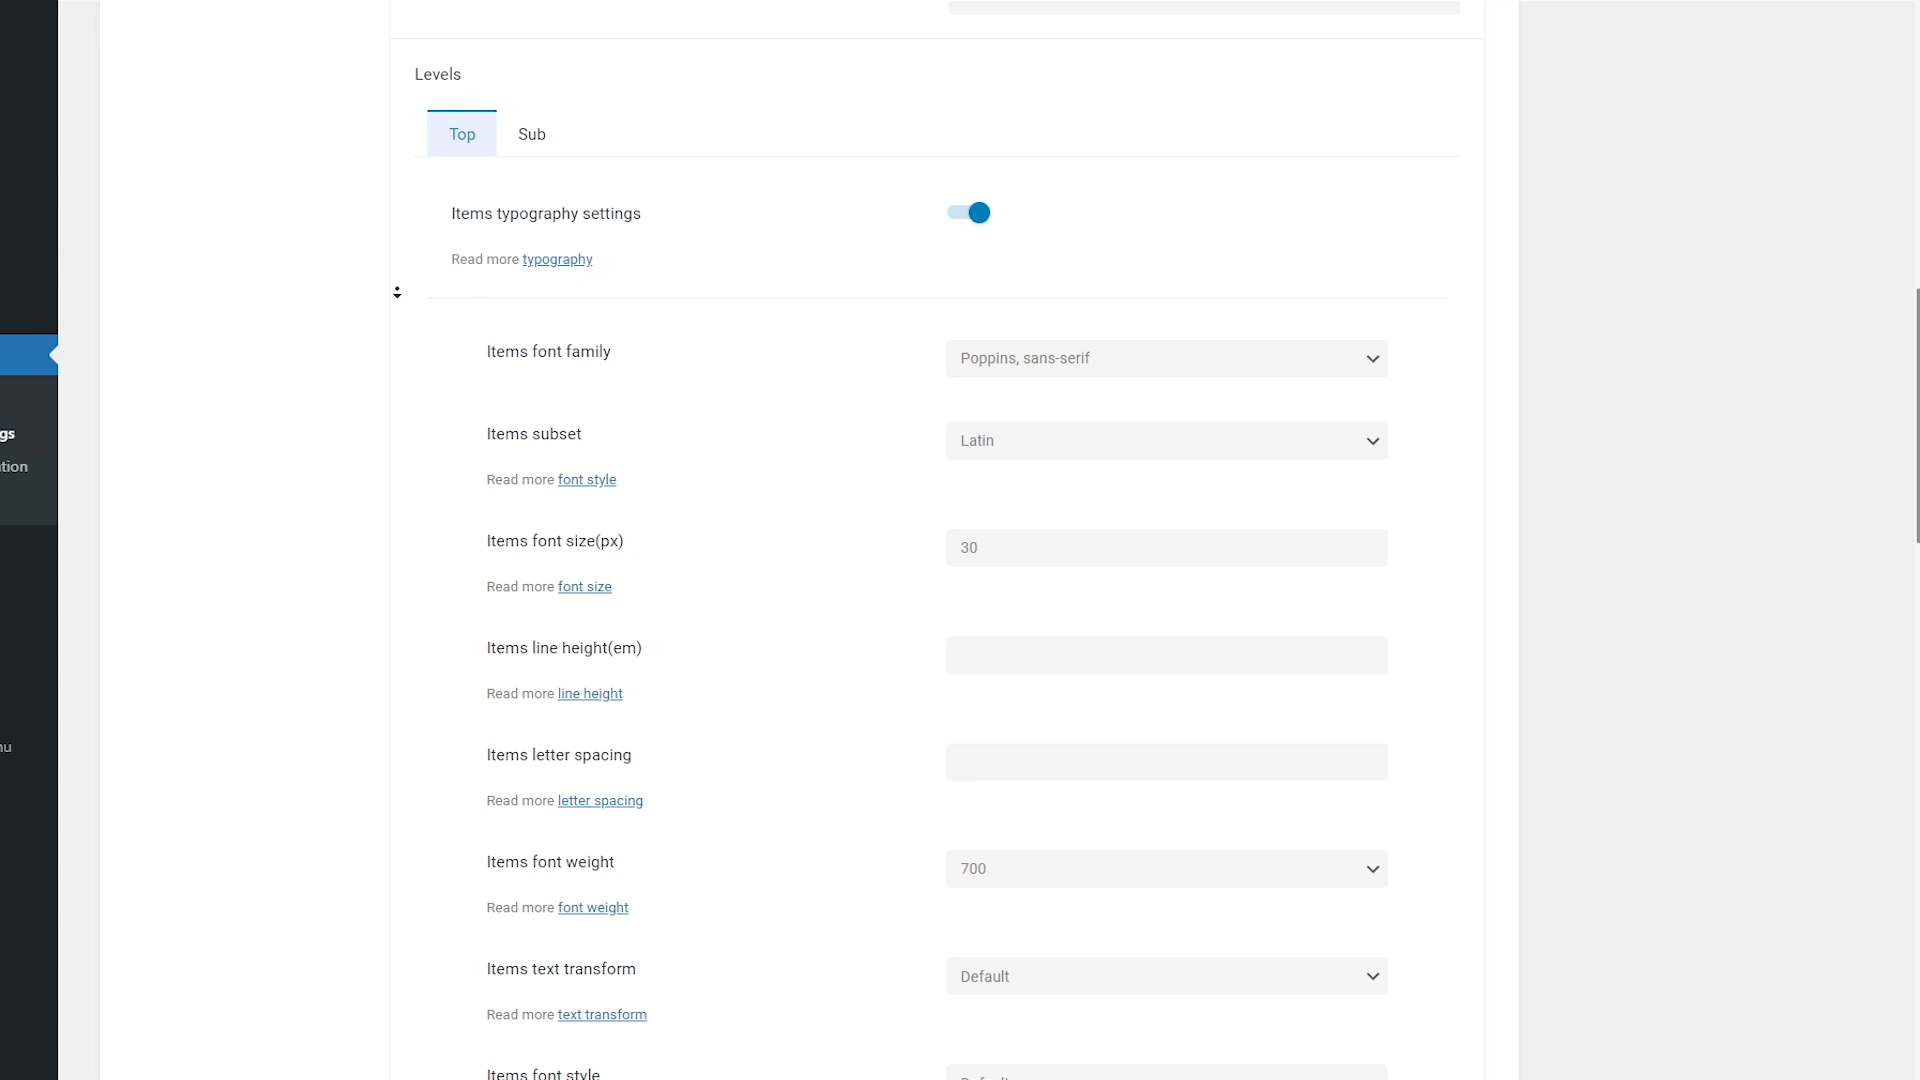 Levels
Top
Sub
Items typography settings
Read more typography
Items font family
Poppins, sans-serif
gs
Items subset
Latin
tion
Read more font style
Items font size(px)
30
Read more font size
Items line height(em)
Read more line height
Items letter spacing
Read more letter spacing
Items font weight
700
Read more font weight
Items text transform
Default
Read more text transform
Items font style